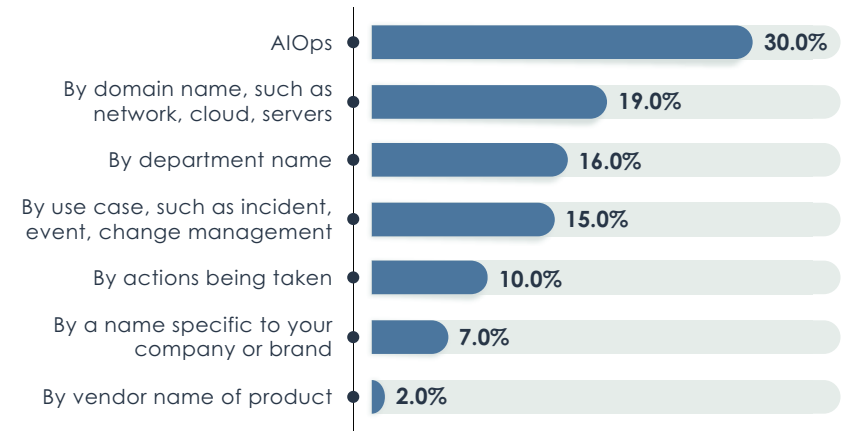 AIOps
30.0%
By domain name, such as
network, cloud, servers
19.0%
By department name
16.0%
By use case, such as incident,
event, change management
15.0%
By actions being taken
10.0%
By a name specific to your
company or brand
7.0%
By vendor name of product
2.0%